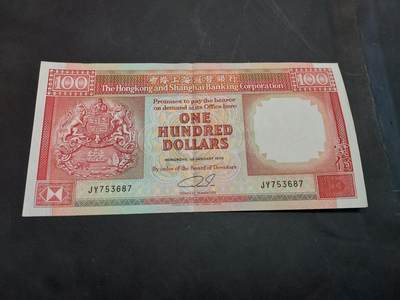 100
香港上海滙豐銀行
100
The Hongkong and Shanghai Banking Corporation
Promises to pay the bearer
on demand at its Office here
ONE
HUNDRED
DOLLARS
By order of the Board of Directors
JY753687
JY753687